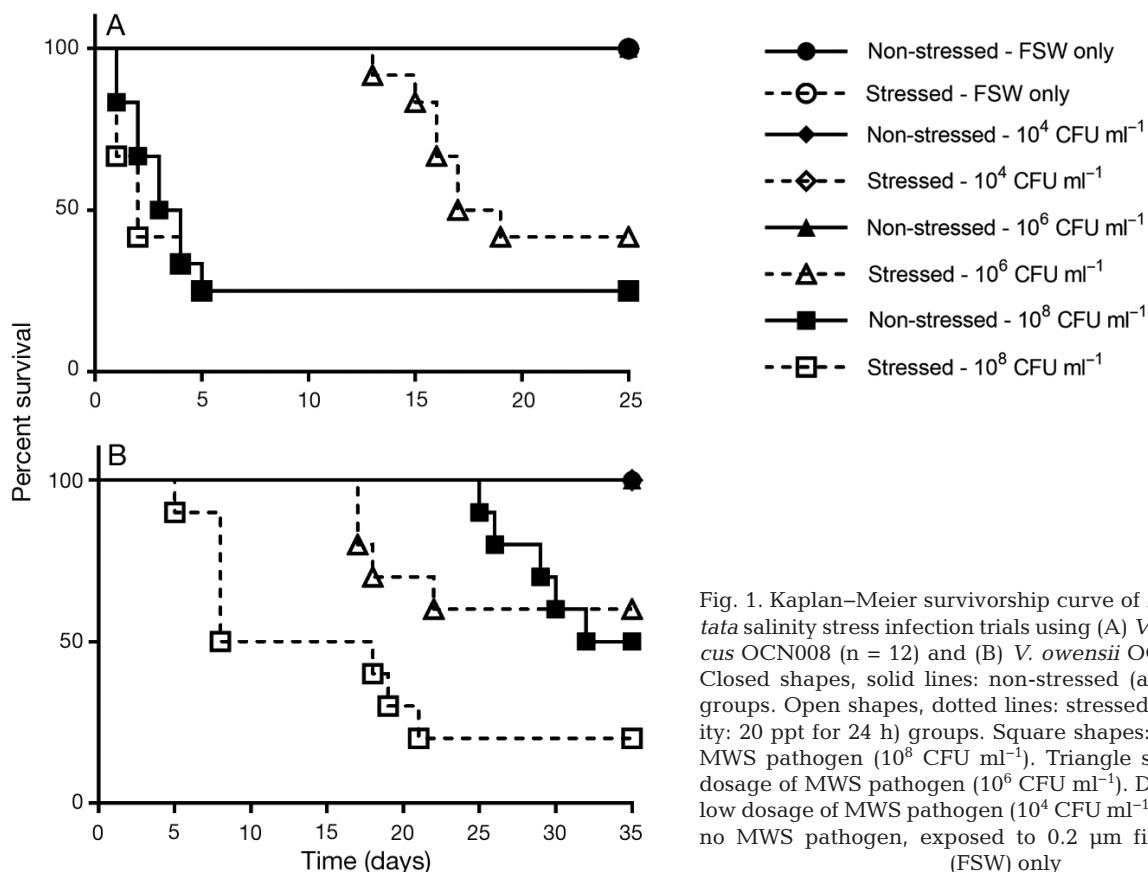 A
100
50
0
0 5 10 15 20 25
Percent survival
B
100
50
0
0 5 10 15 20 25 30 35
Time (days)
Non-stressed - FSW only
Stressed - FSW only
Non-stressed - 10⁴ CFU ml⁻¹
Stressed - 10⁴ CFU ml⁻¹
Non-stressed - 10⁶ CFU ml⁻¹
Stressed - 10⁶ CFU ml⁻¹
Non-stressed - 10⁸ CFU ml⁻¹
Stressed - 10⁸ CFU ml⁻¹
Fig. 1. Kaplan–Meier survivorship curve of
tata salinity stress infection trials using (A) V
cus OCN008 (n = 12) and (B) V. owensii OC
Closed shapes, solid lines: non-stressed (a
groups. Open shapes, dotted lines: stressed
ity: 20 ppt for 24 h) groups. Square shapes:
MWS pathogen (10⁸ CFU ml⁻¹). Triangle s
dosage of MWS pathogen (10⁶ CFU ml⁻¹). D
low dosage of MWS pathogen (10⁴ CFU ml⁻¹
no MWS pathogen, exposed to 0.2 µm fi
(FSW) only